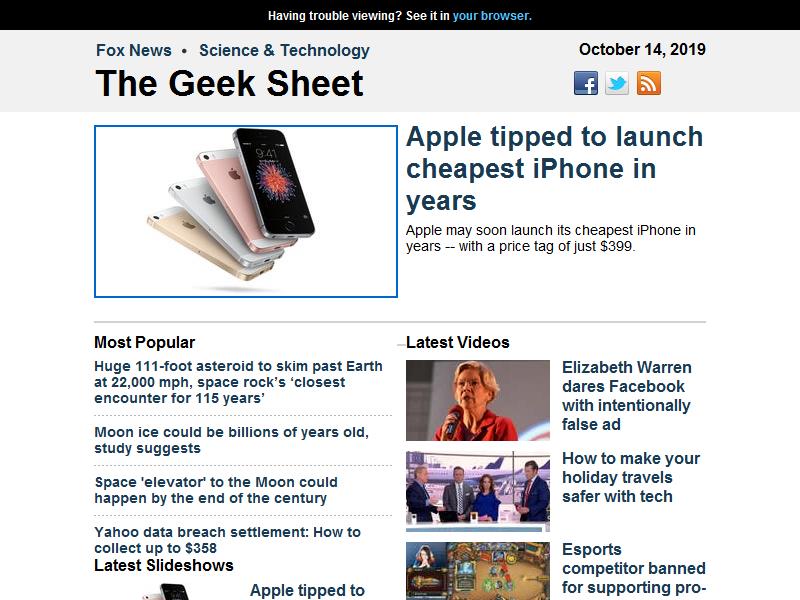 Having trouble viewing? See it in your browser.
Fox News • Science & Technology
October 14, 2019
The Geek Sheet
9:41
Apple tipped to launch
cheapest iPhone in
years
Apple may soon launch its cheapest iPhone in
years -- with a price tag of just $399.
Most Popular
Huge 111-foot asteroid to skim past Earth
at 22,000 mph, space rock’s ‘closest
encounter for 115 years’
Moon ice could be billions of years old,
study suggests
Space 'elevator' to the Moon could
happen by the end of the century
Yahoo data breach settlement: How to
collect up to $358
Latest Slideshows
Apple tipped to
Latest Videos
Elizabeth Warren
dares Facebook
with intentionally
false ad
How to make your
holiday travels
safer with tech
Esports
competitor banned
for supporting pro-